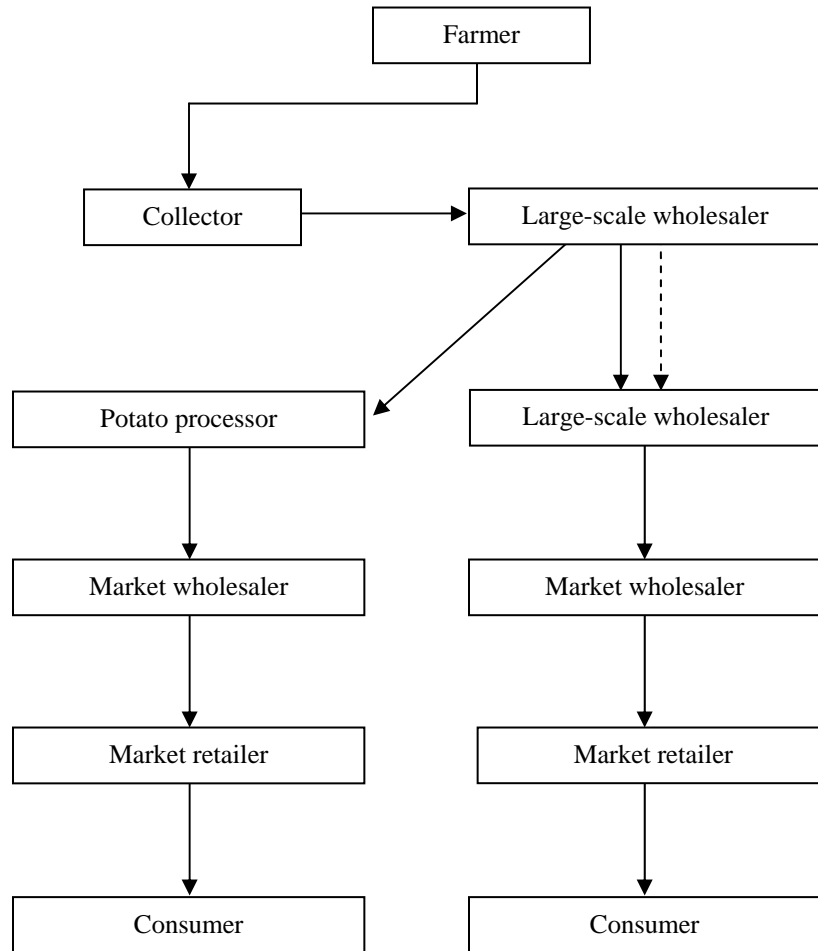 Farmer
Collector
Large-scale wholesaler
Potato processor
Large-scale wholesaler
Market wholesaler
Market wholesaler
Market retailer
Market retailer
Consumer
Consumer